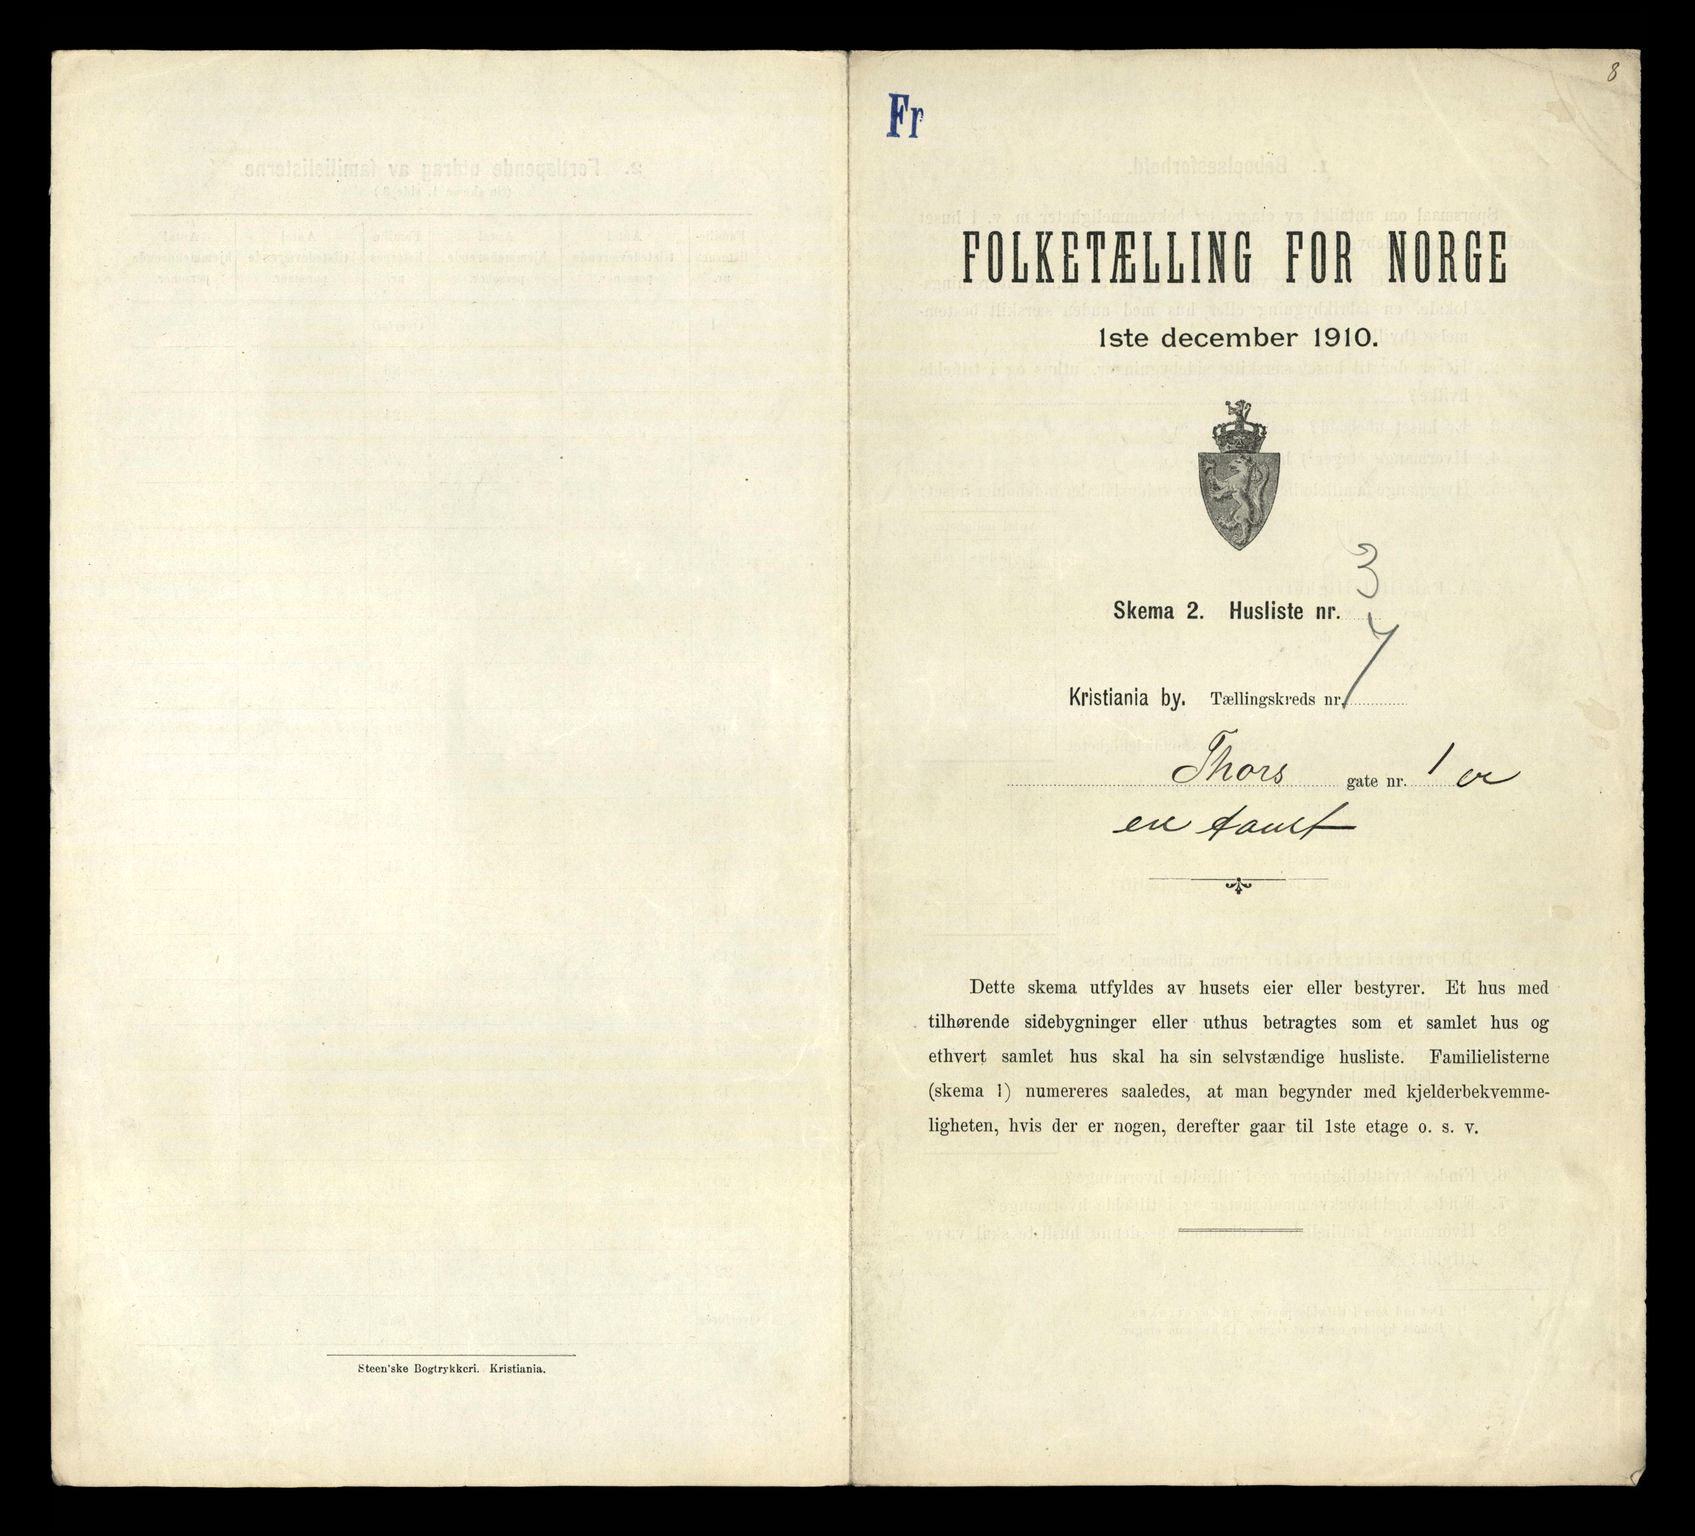 8
Fr
FOLKETÆLLING FOR NORGE
1ste december 1910.
Skema 2. Husliste nr. 3
Kristiania by. Tællingskreds nr. 7
Thors gate nr. 1
Dette skema utfyldes av husets eier eller bestyrer. Et hus med
tilhørende sidebygninger eller uthus betragtes som et samlet hus og
ethvert samlet hus skal ha sin selvstændige husliste. Familielisterne
(skema 1) numereres saaledes, at man begynder med kjelderbekvemme-
ligheten, hvis der er nogen, derefter gaar til 1ste etage o. s. v.
Steen'ske Bogtrykkeri. Kristiania.